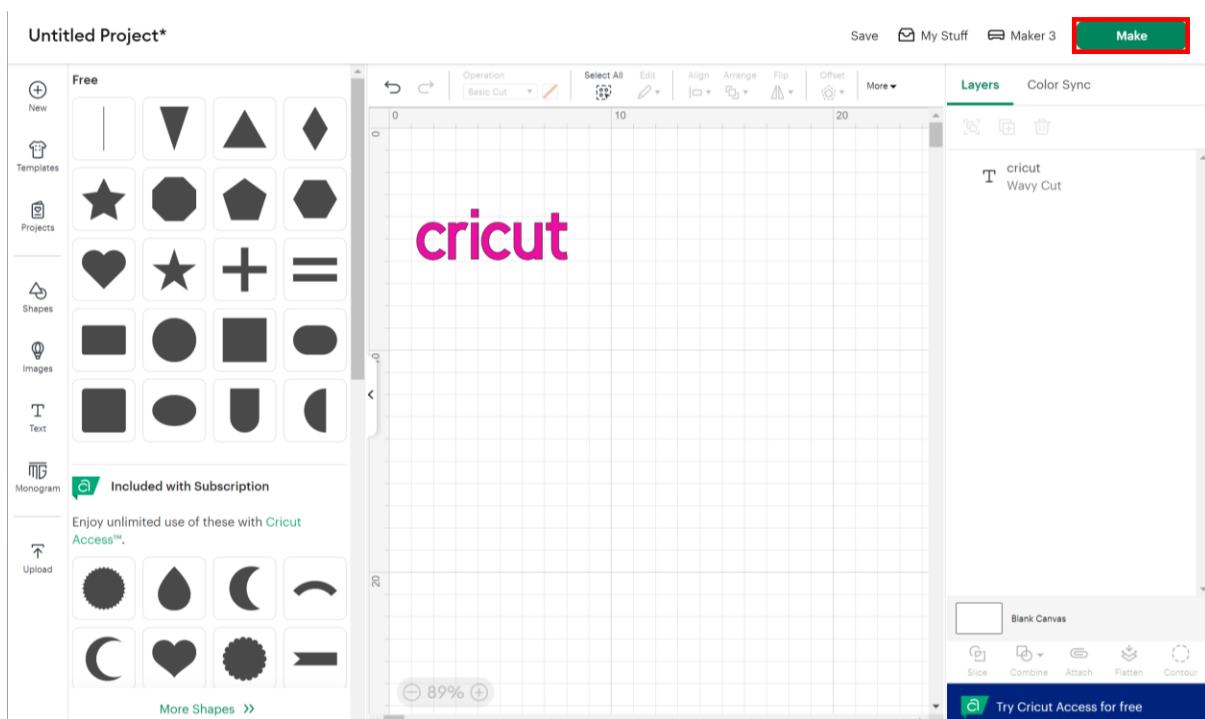 Untitled Project*
Save My Stuff Maker 3 Make
New
Templates
Projects
Shapes
Images
Text
Monogram
Upload
Free
Included with Subscription
Enjoy unlimited use of these with Cricut
Access™.
More Shapes
Operation
Basic Cut
Select All
Edit
Align
Arrange
Flip
Offset
More
0 10 20
0
20
cricut
89%
Layers Color Sync
cricut
Wavy Cut
Blank Canvas
Slice Combine Attach Flatten Contour
Try Cricut Access for free